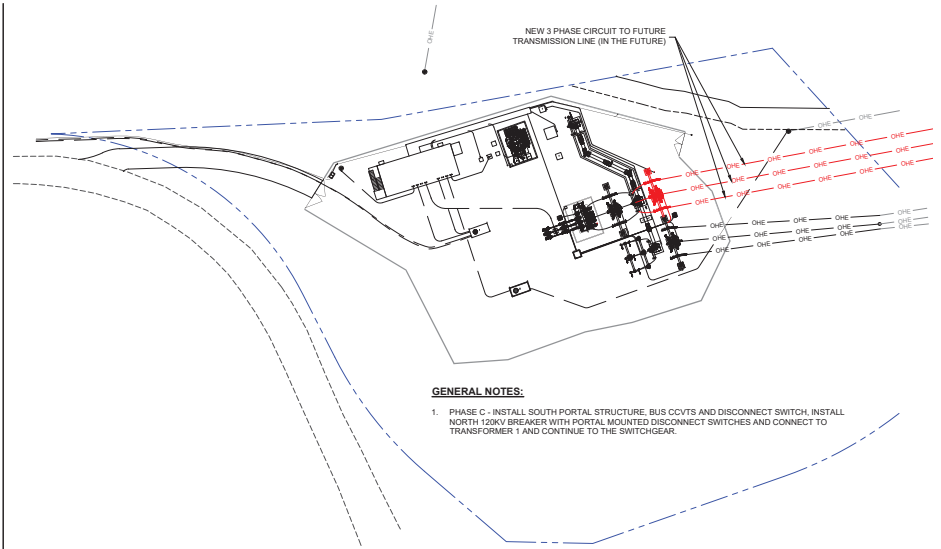 OHE
NEW 3 PHASE CIRCUIT TO FUTURE
TRANSMISSION LINE (IN THE FUTURE)
OHE OHE
OHE OHE OHE OHE
OHE OHE OHE OHE
OHE OHE OHE OHE
OHE OHE OHE OHE OHE
OHE OHE OHE OHE
OHE OHE OHE OHE
GENERAL NOTES:
1. PHASE C - INSTALL SOUTH PORTAL STRUCTURE, BUS CCVTS AND DISCONNECT SWITCH, INSTALL
NORTH 120KV BREAKER WITH PORTAL MOUNTED DISCONNECT SWITCHES AND CONNECT TO
TRANSFORMER 1 AND CONTINUE TO THE SWITCHGEAR.